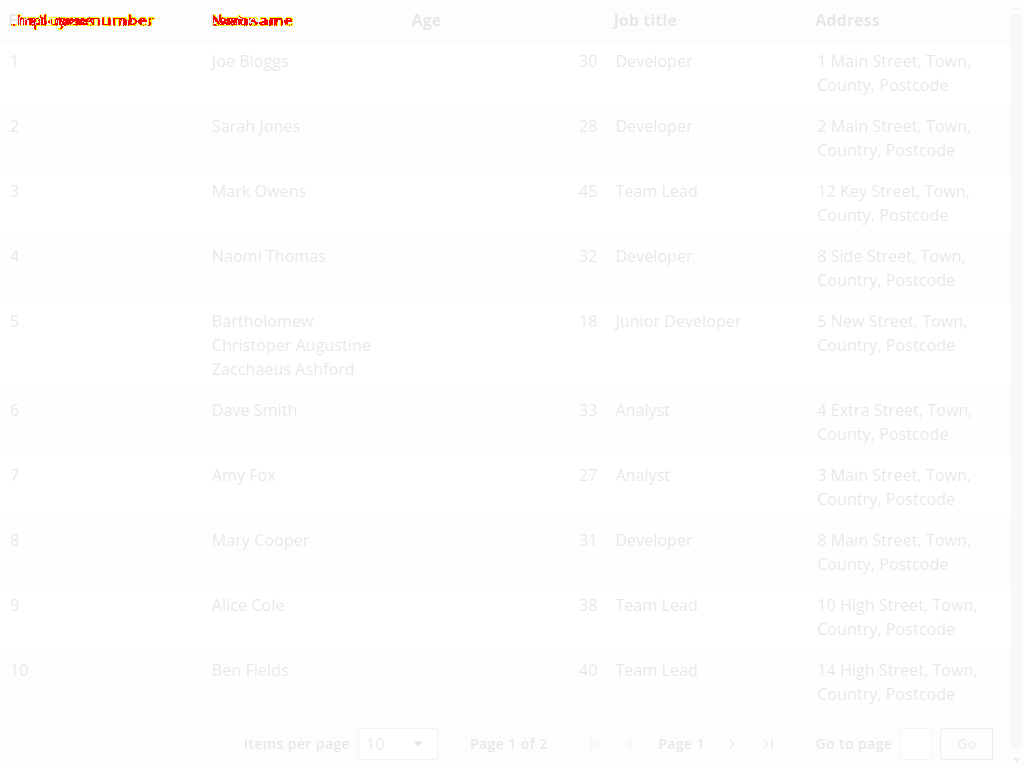 Age Job title Address
1 Joe Bloggs 30 Developer 1 Main Street, Town,
County, Postcode
2 Sarah Jones 28 Developer 2 Main Street, Town,
Country, Postcode
3 Mark Owens 45 Team Lead 12 Key Street, Town,
County, Postcode
4 Naomi Thomas 32 Developer 8 Side Street, Town,
Country, Postcode
5 Bartholomew 18 Junior Developer 5 New Street, Town,
Christoper Augustine Country, Postcode
Zacchaeus Ashford
6 Dave Smith 33 Analyst 4 Extra Street, Town,
County, Postcode
7 Amy Fox 27 Analyst 3 Main Street, Town,
Country, Postcode
8 Mary Cooper 31 Developer 8 Main Street, Town,
County, Postcode
9 Alice Cole 38 Team Lead 10 High Street, Town,
Country, Postcode
10 Ben Fields 40 Team Lead 14 High Street, Town,
Country, Postcode
Items per page 10 Page 1 of 2 Page 1 Go to page Go